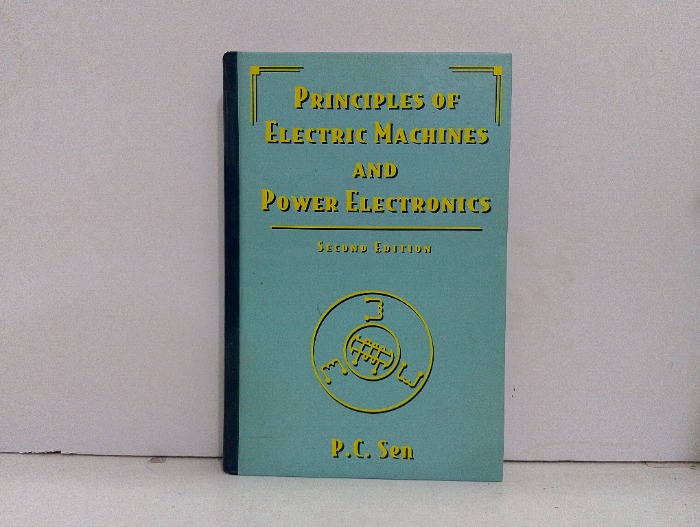 PRINCIPLES OF
ELECTRIC MACHINES
AND
POWER ELECTRONICS
SECOND EDITION
P.C. Sen